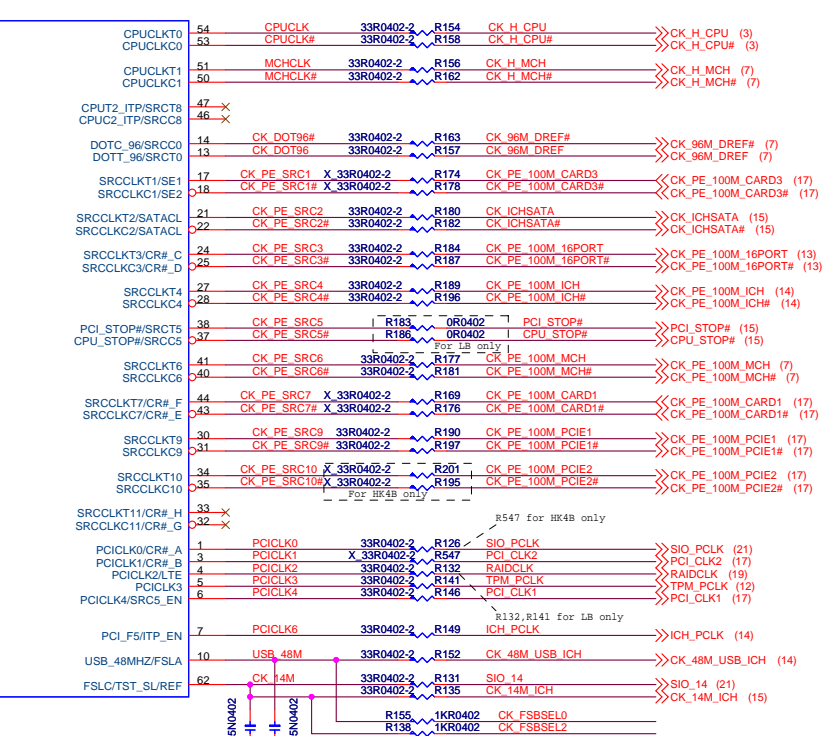 CPUCLKT0 54 CPUCLK 33R0402-2 R154 CK_H_CPU CK_H_CPU (3)
CPUCLKC0 53 CPUCLK# 33R0402-2 R158 CK_H_CPU# CK_H_CPU# (3)
CPUCLKT1 51 MCHCLK 33R0402-2 R156 CK_H_MCH CK_H_MCH (7)
CPUCLKC1 50 MCHCLK# 33R0402-2 R162 CK_H_MCH# CK_H_MCH# (7)
CPUT2_ITP/SRCT8 47
CPUC2_ITP/SRCC8 46
DOTC_96/SRCC0 14 CK_DOT96# 33R0402-2 R163 CK_96M_DREF# CK_96M_DREF# (7)
DOTT_96/SRCT0 13 CK_DOT96 33R0402-2 R157 CK_96M_DREF CK_96M_DREF (7)
SRCCLKT1/SE1 17 CK_PE_SRC1 X_33R0402-2 R174 CK_PE_100M_CARD3 CK_PE_100M_CARD3 (17)
SRCCLKC1/SE2 18 CK_PE_SRC1# X_33R0402-2 R178 CK_PE_100M_CARD3# CK_PE_100M_CARD3# (17)
SRCCLKT2/SATACL 21 CK_PE_SRC2 33R0402-2 R180 CK_ICHSATA CK_ICHSATA (15)
SRCCLKC2/SATACL 22 CK_PE_SRC2# 33R0402-2 R182 CK_ICHSATA# CK_ICHSATA# (15)
SRCCLKT3/CR#_C 24 CK_PE_SRC3 33R0402-2 R184 CK_PE_100M_16PORT CK_PE_100M_16PORT (13)
SRCCLKC3/CR#_D 25 CK_PE_SRC3# 33R0402-2 R187 CK_PE_100M_16PORT# CK_PE_100M_16PORT# (13)
SRCCLKT4 27 CK_PE_SRC4 33R0402-2 R189 CK_PE_100M_ICH CK_PE_100M_ICH (14)
SRCCLKC4 28 CK_PE_SRC4# 33R0402-2 R196 CK_PE_100M_ICH# CK_PE_100M_ICH# (14)
PCI_STOP#/SRCT5 38 CK_PE_SRC5 R183 0R0402 PCI_STOP# PCI_STOP# (15)
CPU_STOP#/SRCC5 37 CK_PE_SRC5# R186 0R0402 CPU_STOP# CPU_STOP# (15)
For LB only
SRCCLKT6 41 CK_PE_SRC6 33R0402-2 R177 CK_PE_100M_MCH CK_PE_100M_MCH (7)
SRCCLKC6 40 CK_PE_SRC6# 33R0402-2 R181 CK_PE_100M_MCH# CK_PE_100M_MCH# (7)
SRCCLKT7/CR#_F 44 CK_PE_SRC7 X_33R0402-2 R169 CK_PE_100M_CARD1 CK_PE_100M_CARD1 (17)
SRCCLKC7/CR#_E 43 CK_PE_SRC7# X_33R0402-2 R176 CK_PE_100M_CARD1# CK_PE_100M_CARD1# (17)
SRCCLKT9 30 CK_PE_SRC9 33R0402-2 R190 CK_PE_100M_PCIE1 CK_PE_100M_PCIE1 (17)
SRCCLKC9 31 CK_PE_SRC9# 33R0402-2 R197 CK_PE_100M_PCIE1# CK_PE_100M_PCIE1# (17)
SRCCLKT10 34 CK_PE_SRC10 X_33R0402-2 R201 CK_PE_100M_PCIE2 CK_PE_100M_PCIE2 (17)
SRCCLKC10 35 CK_PE_SRC10# X_33R0402-2 R195 CK_PE_100M_PCIE2# CK_PE_100M_PCIE2# (17)
For HK4B only
SRCCLKT11/CR#_H 33
SRCCLKC11/CR#_G 32
R547 for HK4B only
PCICLK0/CR#_A 1 PCICLK0 33R0402-2 R126 SIO_PCLK SIO_PCLK (21)
PCICLK1/CR#_B 3 PCICLK1 X_33R0402-2 R547 PCI_CLK2 PCI_CLK2 (17)
PCICLK2/LTE 4 PCICLK2 33R0402-2 R132 RAIDCLK RAIDCLK (19)
PCICLK3 5 PCICLK3 33R0402-2 R141 TPM_PCLK TPM_PCLK (12)
PCICLK4/SRC5_EN 6 PCICLK4 33R0402-2 R146 PCI_CLK1 PCI_CLK1 (17)
R132,R141 for LB only
PCI_F5/ITP_EN 7 PCICLK6 33R0402-2 R149 ICH_PCLK ICH_PCLK (14)
USB_48MHZ/FSLA 10 USB_48M 33R0402-2 R152 CK_48M_USB_ICH CK_48M_USB_ICH (14)
FSLC/TST_SL/REF 62 CK_14M 33R0402-2 R131 SIO_14 SIO_14 (21)
33R0402-2 R135 CK_14M_ICH CK_14M_ICH (15)
5N0402 5N0402
R155 1KR0402 CK_FSBSEL0
R138 1KR0402 CK_FSBSEL2